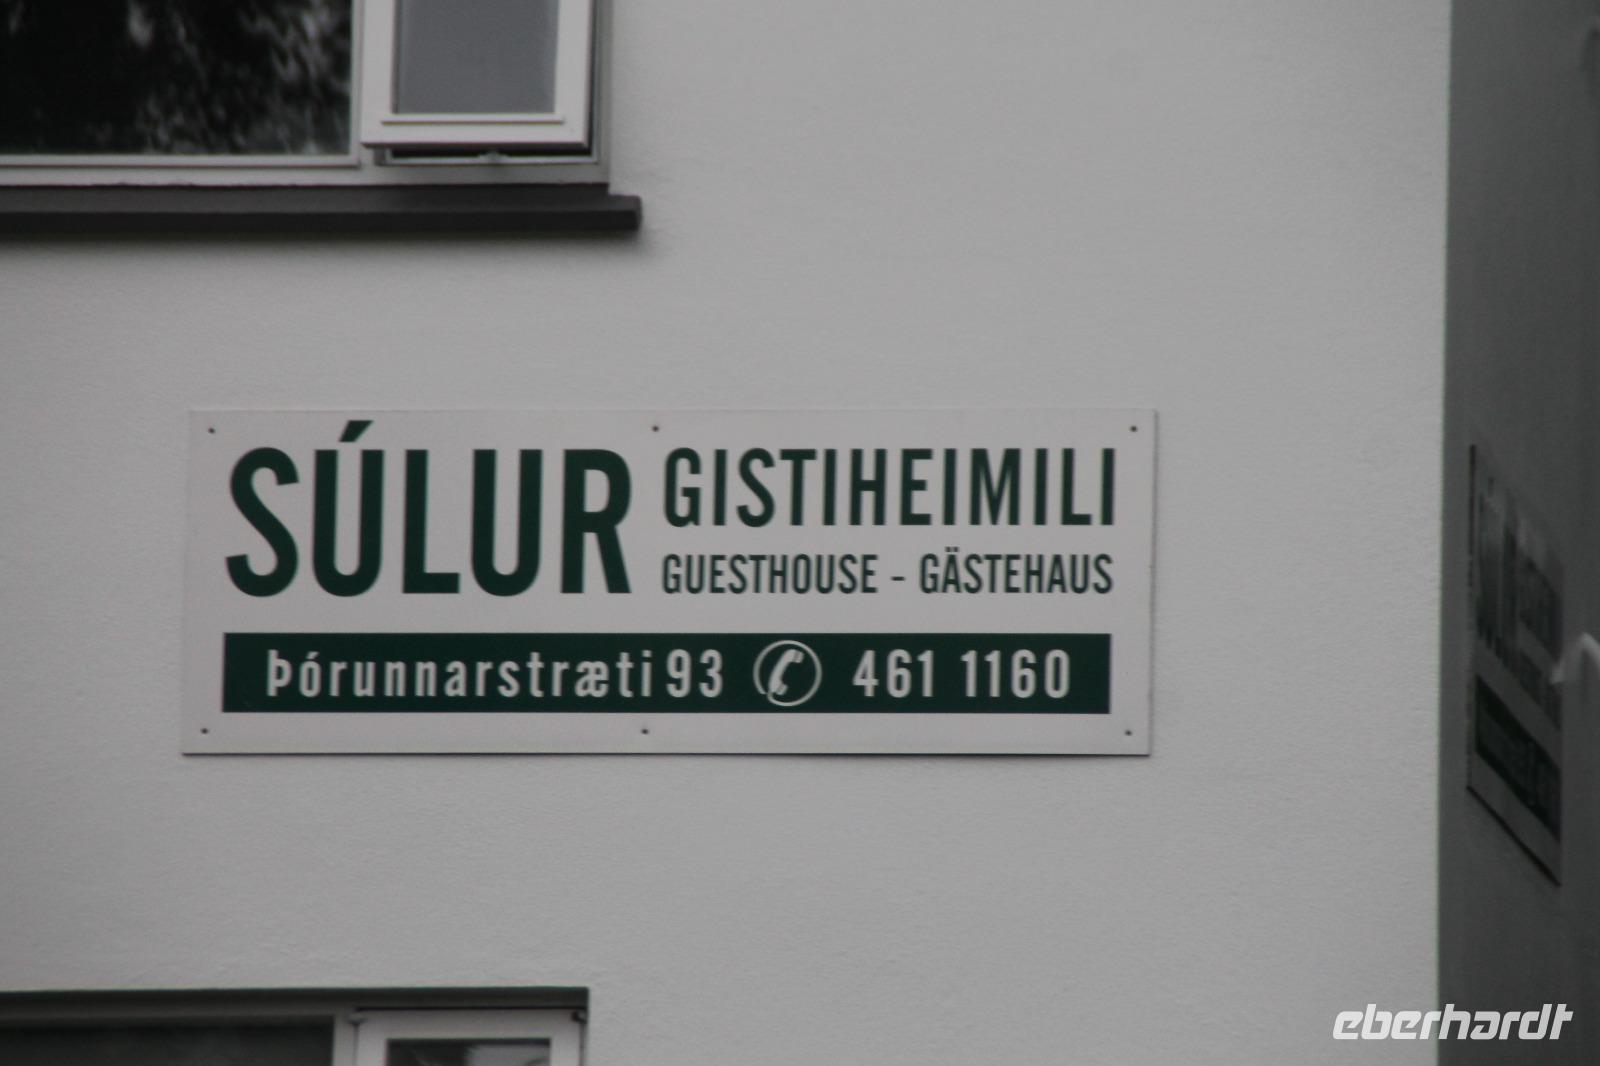 SÚLUR GISTIHEIMILI
GUESTHOUSE - GÄSTEHAUS
Þórunnarstræti 93 461 1160
eberhardt